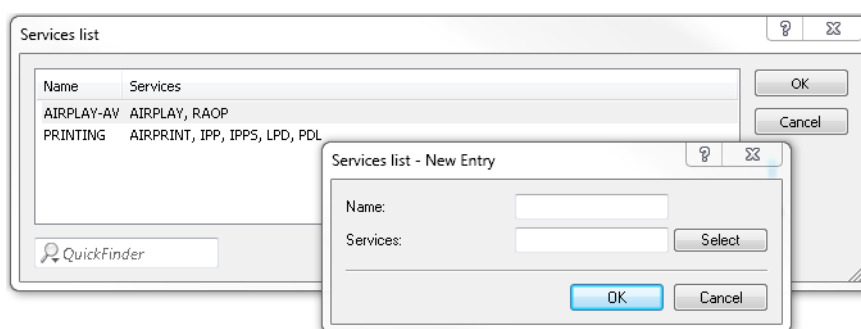 Services list
Name Services
AIRPLAY-AV AIRPLAY, RAOP
PRINTING AIRPRINT, IPP, IPPS, LPD, PDL
OK
Cancel
QuickFinder
Services list - New Entry
Name:
Services: Select
OK Cancel